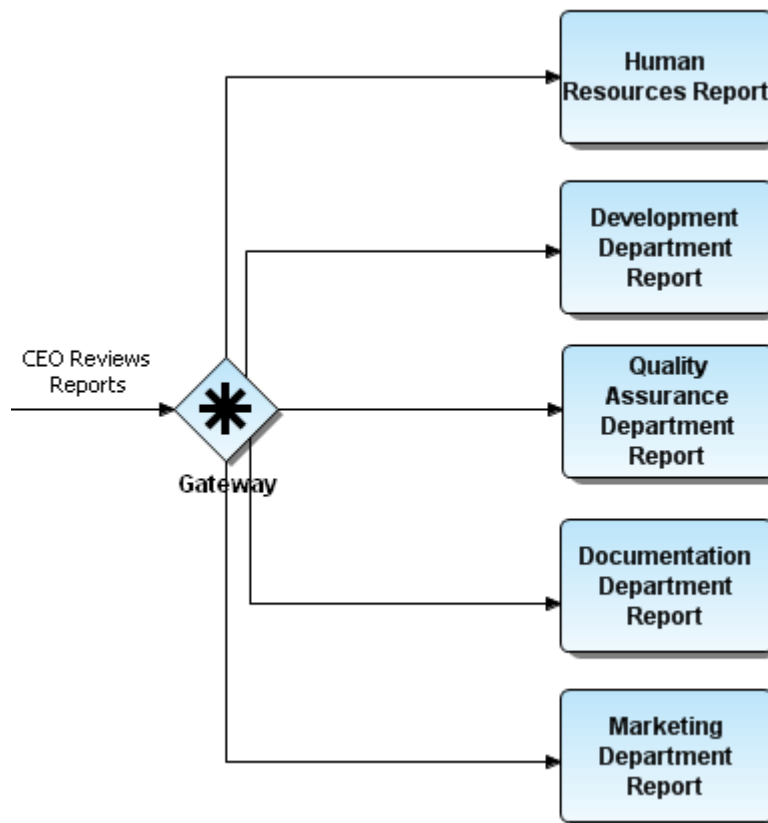 Human
Resources Report
Development
Department
Report
CEO Reviews
Reports
Quality
Assurance
Department
Report
Gateway
Documentation
Department
Report
Marketing
Department
Report